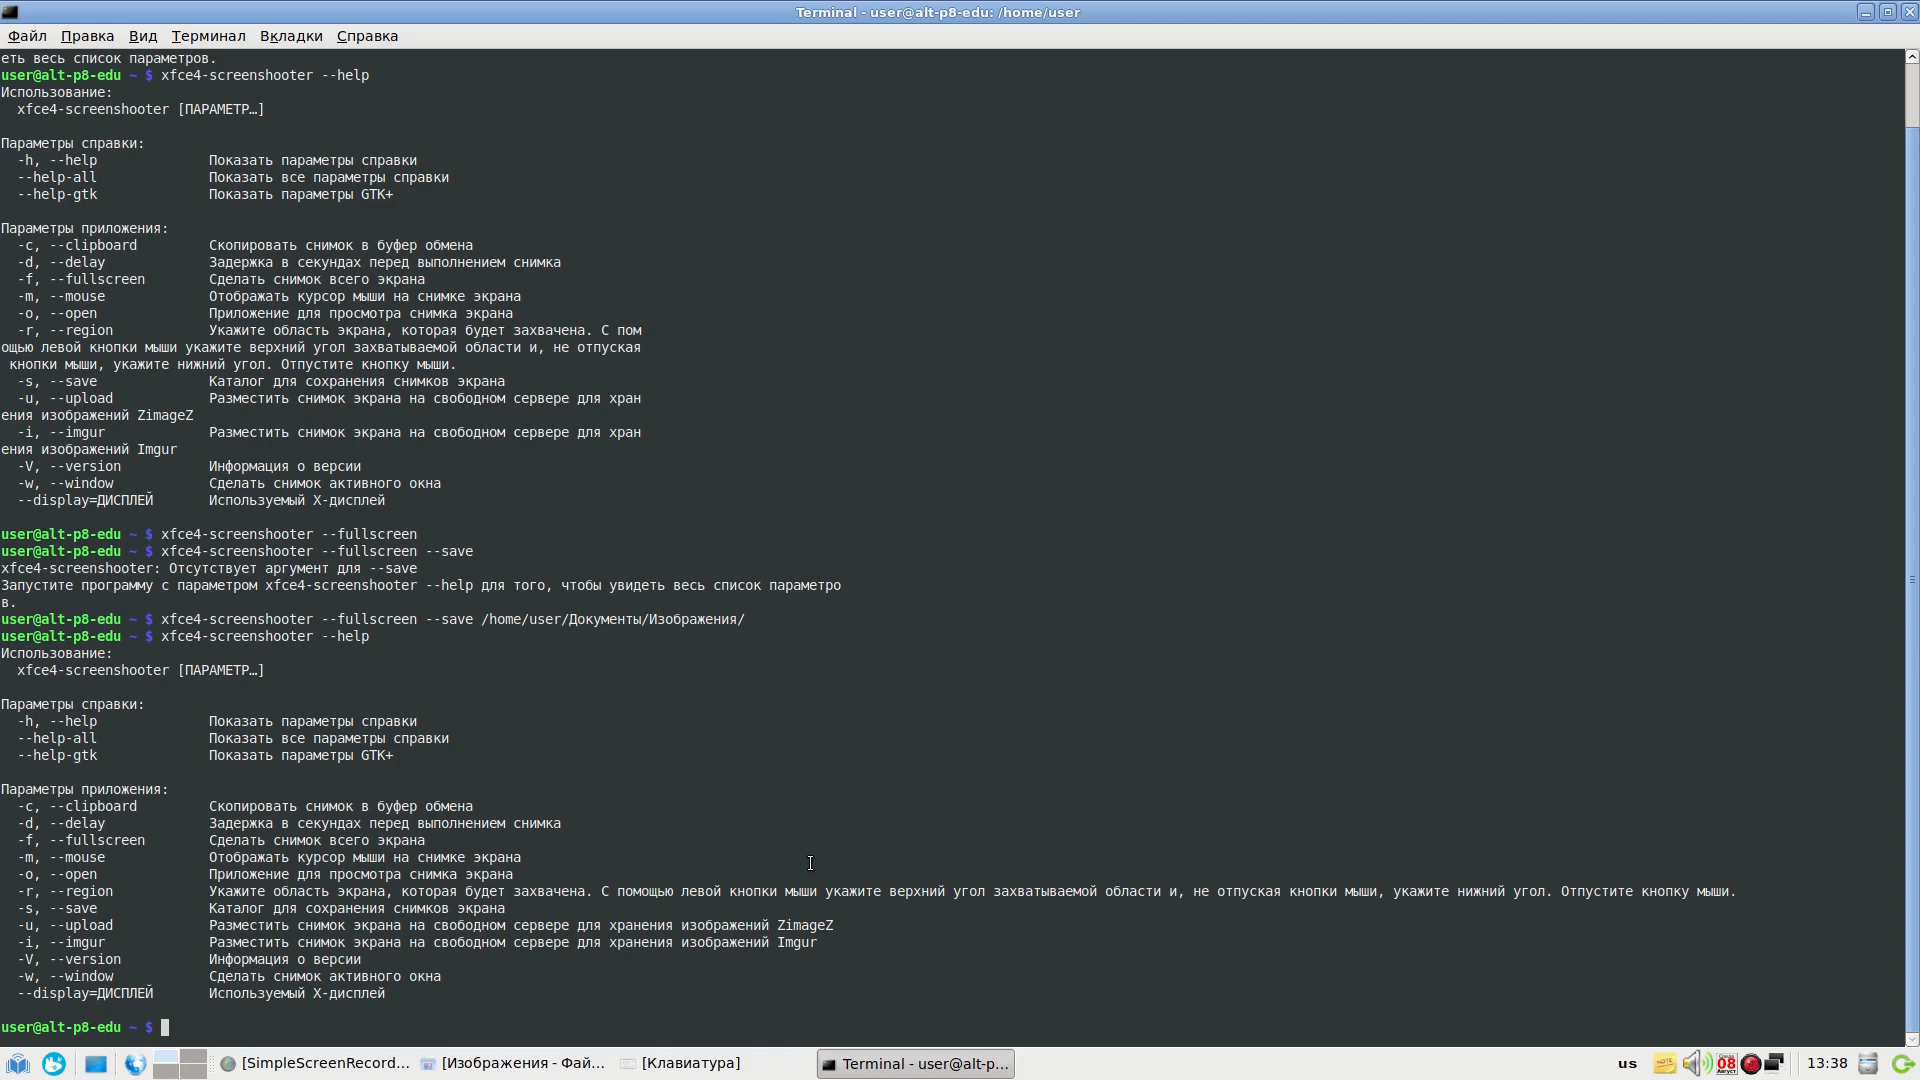 Terminal - user@alt-p8-edu: /home/user
Файл Правка Вид Терминал Вкладки Справка
еть весь список параметров.
user@alt-p8-edu ~ $ xfce4-screenshooter --help
Использование:
  xfce4-screenshooter [ПАРАМЕТР…]

Параметры справки:
  -h, --help              Показать параметры справки
  --help-all              Показать все параметры справки
  --help-gtk              Показать параметры GTK+

Параметры приложения:
  -c, --clipboard         Скопировать снимок в буфер обмена
  -d, --delay             Задержка в секундах перед выполнением снимка
  -f, --fullscreen        Сделать снимок всего экрана
  -m, --mouse             Отображать курсор мыши на снимке экрана
  -o, --open              Приложение для просмотра снимка экрана
  -r, --region            Укажите область экрана, которая будет захвачена. С пом
ощью левой кнопки мыши укажите верхний угол захватываемой области и, не отпуская
 кнопки мыши, укажите нижний угол. Отпустите кнопку мыши.
  -s, --save              Каталог для сохранения снимков экрана
  -u, --upload            Разместить снимок экрана на свободном сервере для хран
ения изображений ZimageZ
  -i, --imgur             Разместить снимок экрана на свободном сервере для хран
ения изображений Imgur
  -V, --version           Информация о версии
  -w, --window            Сделать снимок активного окна
  --display=ДИСПЛЕЙ       Используемый X-дисплей

user@alt-p8-edu ~ $ xfce4-screenshooter --fullscreen
user@alt-p8-edu ~ $ xfce4-screenshooter --fullscreen --save
xfce4-screenshooter: Отсутствует аргумент для --save
Запустите программу с параметром xfce4-screenshooter --help для того, чтобы увидеть весь список параметро
в.
user@alt-p8-edu ~ $ xfce4-screenshooter --fullscreen --save /home/user/Документы/Изображения/
user@alt-p8-edu ~ $ xfce4-screenshooter --help
Использование:
  xfce4-screenshooter [ПАРАМЕТР…]

Параметры справки:
  -h, --help              Показать параметры справки
  --help-all              Показать все параметры справки
  --help-gtk              Показать параметры GTK+

Параметры приложения:
  -c, --clipboard         Скопировать снимок в буфер обмена
  -d, --delay             Задержка в секундах перед выполнением снимка
  -f, --fullscreen        Сделать снимок всего экрана
  -m, --mouse             Отображать курсор мыши на снимке экрана
  -o, --open              Приложение для просмотра снимка экрана
  -r, --region            Укажите область экрана, которая будет захвачена. С помощью левой кнопки мыши укажите верхний угол захватываемой области и, не отпуская кнопки мыши, укажите нижний угол. Отпустите кнопку мыши.
  -s, --save              Каталог для сохранения снимков экрана
  -u, --upload            Разместить снимок экрана на свободном сервере для хранения изображений ZimageZ
  -i, --imgur             Разместить снимок экрана на свободном сервере для хранения изображений Imgur
  -V, --version           Информация о версии
  -w, --window            Сделать снимок активного окна
  --display=ДИСПЛЕЙ       Используемый X-дисплей

user@alt-p8-edu ~ $
[SimpleScreenRecord... [Изображения - Фай... [Клавиатура] Terminal - user@alt-p... us NOTE 08 Август 13:38